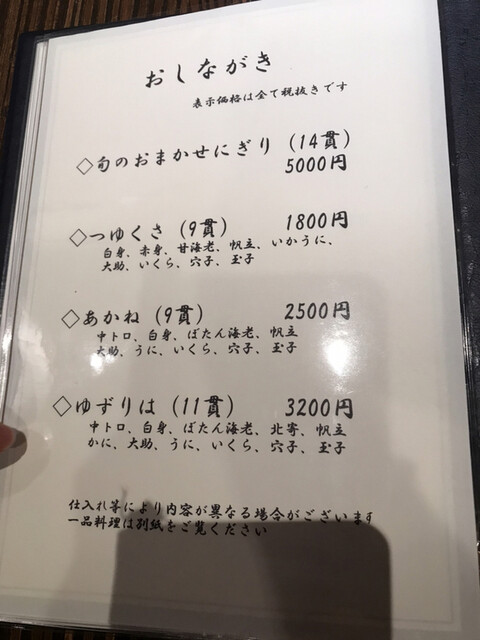 おしながき
表示価格は全て税抜きです
◇旬のおまかせにぎり(14貫)
5000円
◇つゆくさ(9貫) 1800円
白身、赤身、甘海老、帆立、いかうに、
大助、いくら、穴子、玉子
◇あかね(9貫) 2500円
中トロ、白身、ぼたん海老、帆立
大助、うに、いくら、穴子、玉子
◇ゆずりは(11貫) 3200円
中トロ、白身、ぼたん海老、北寄、帆立
かに、大助、うに、いくら、穴子、玉子
仕入れ等により内容が異なる場合がございます
一品料理は別紙をご覧ください